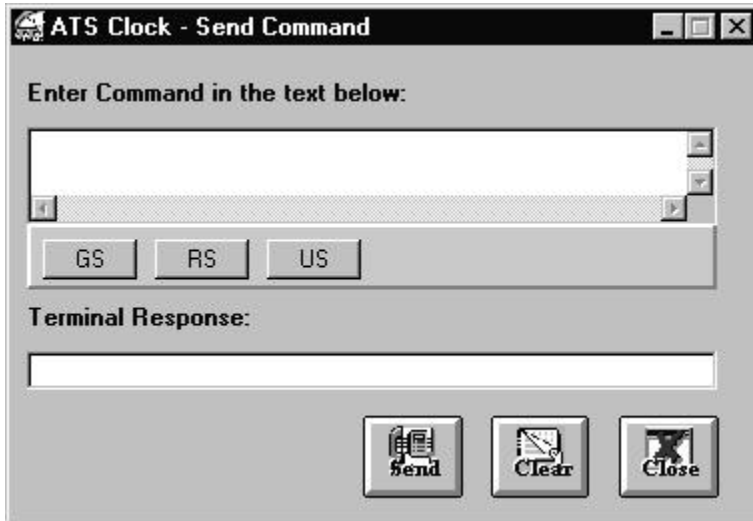 ATS Clock - Send Command
Enter Command in the text below:
GS RS US
Terminal Response:
Send Clear Close